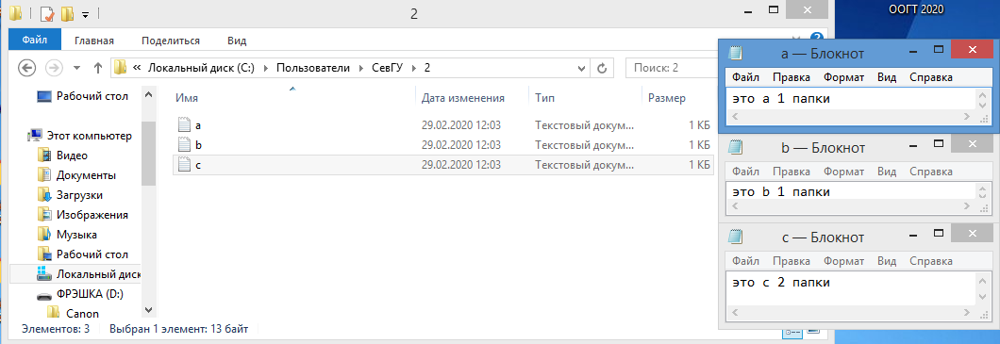 2
Файл Главная Поделиться Вид
« Локальный диск (C:) Пользователи СевГУ 2
Поиск: 2
Рабочий стол
Этот компьютер
Видео
Документы
Загрузки
Изображения
Музыка
Рабочий стол
Локальный диск
ФРЭШКА (D:)
Canon
Имя Дата изменения Тип Размер
a 29.02.2020 12:03 Текстовый докум... 1 КБ
b 29.02.2020 12:03 Текстовый докум... 1 КБ
c 29.02.2020 12:03 Текстовый докум... 1 КБ
Элементов: 3 Выбран 1 элемент: 13 байт
ООГТ 2020
a — Блокнот
Файл Правка Формат Вид Справка
это a 1 папки
b — Блокнот
Файл Правка Формат Вид Справка
это b 1 папки
c — Блокнот
Файл Правка Формат Вид Справка
это c 2 папки